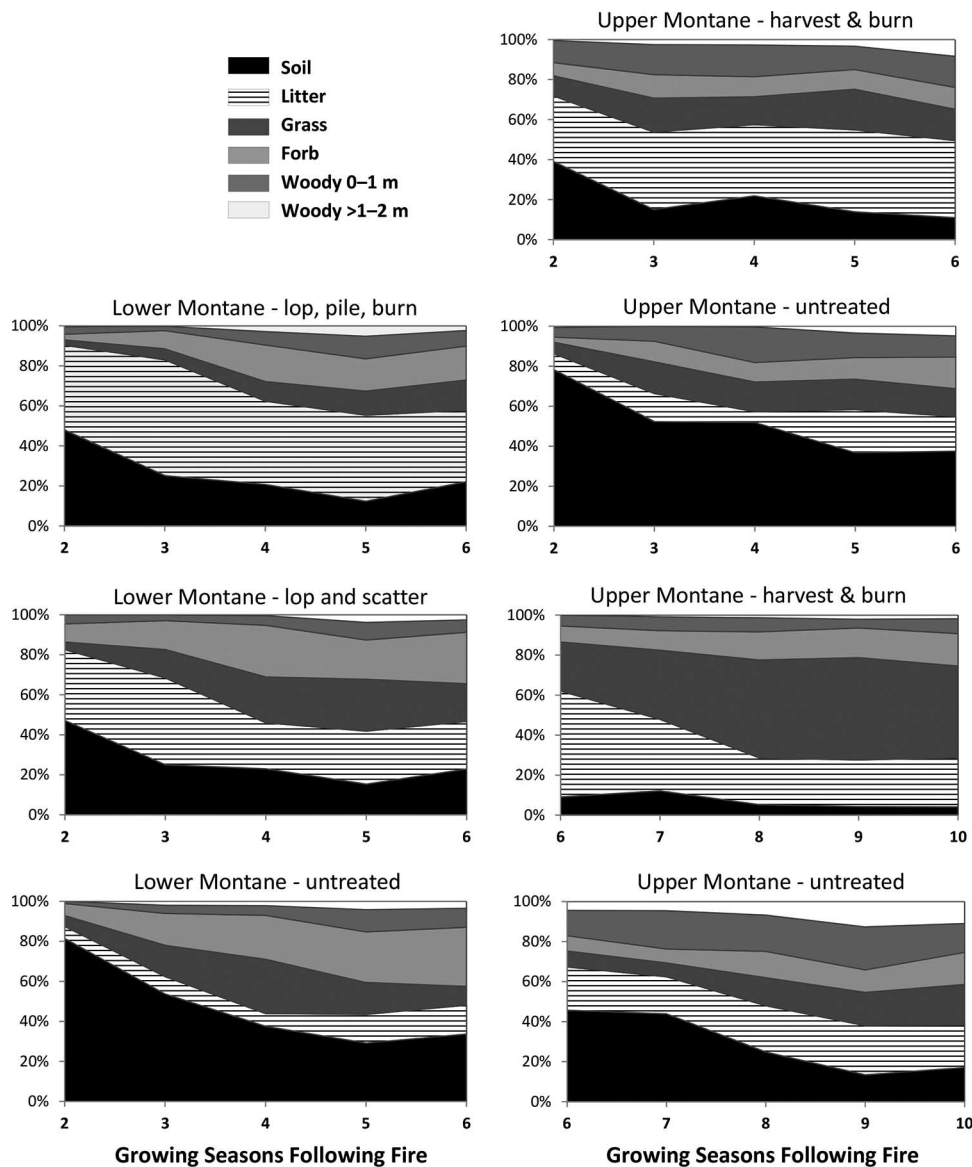 Upper Montane - harvest & burn
Soil
Litter
Grass
Forb
Woody 0–1 m
Woody >1–2 m
100%
80%
60%
40%
20%
0%
2 3 4 5 6
Lower Montane - lop, pile, burn
100%
80%
60%
40%
20%
0%
2 3 4 5 6
Upper Montane - untreated
100%
80%
60%
40%
20%
0%
2 3 4 5 6
Lower Montane - lop and scatter
100%
80%
60%
40%
20%
0%
2 3 4 5 6
Upper Montane - harvest & burn
100%
80%
60%
40%
20%
0%
6 7 8 9 10
Lower Montane - untreated
100%
80%
60%
40%
20%
0%
2 3 4 5 6
Growing Seasons Following Fire
Upper Montane - untreated
100%
80%
60%
40%
20%
0%
6 7 8 9 10
Growing Seasons Following Fire